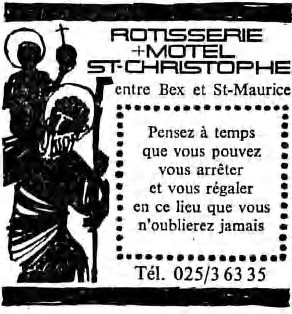 ROTISSERIE
+MOTEL
ST-CHRISTOPHE
entre Bex et St-Maurice
Pensez à temps
que vous pouvez
vous arrêter
et vous régaler
en ce lieu que vous
n'oublierez jamais
Tél. 025/3 63 35